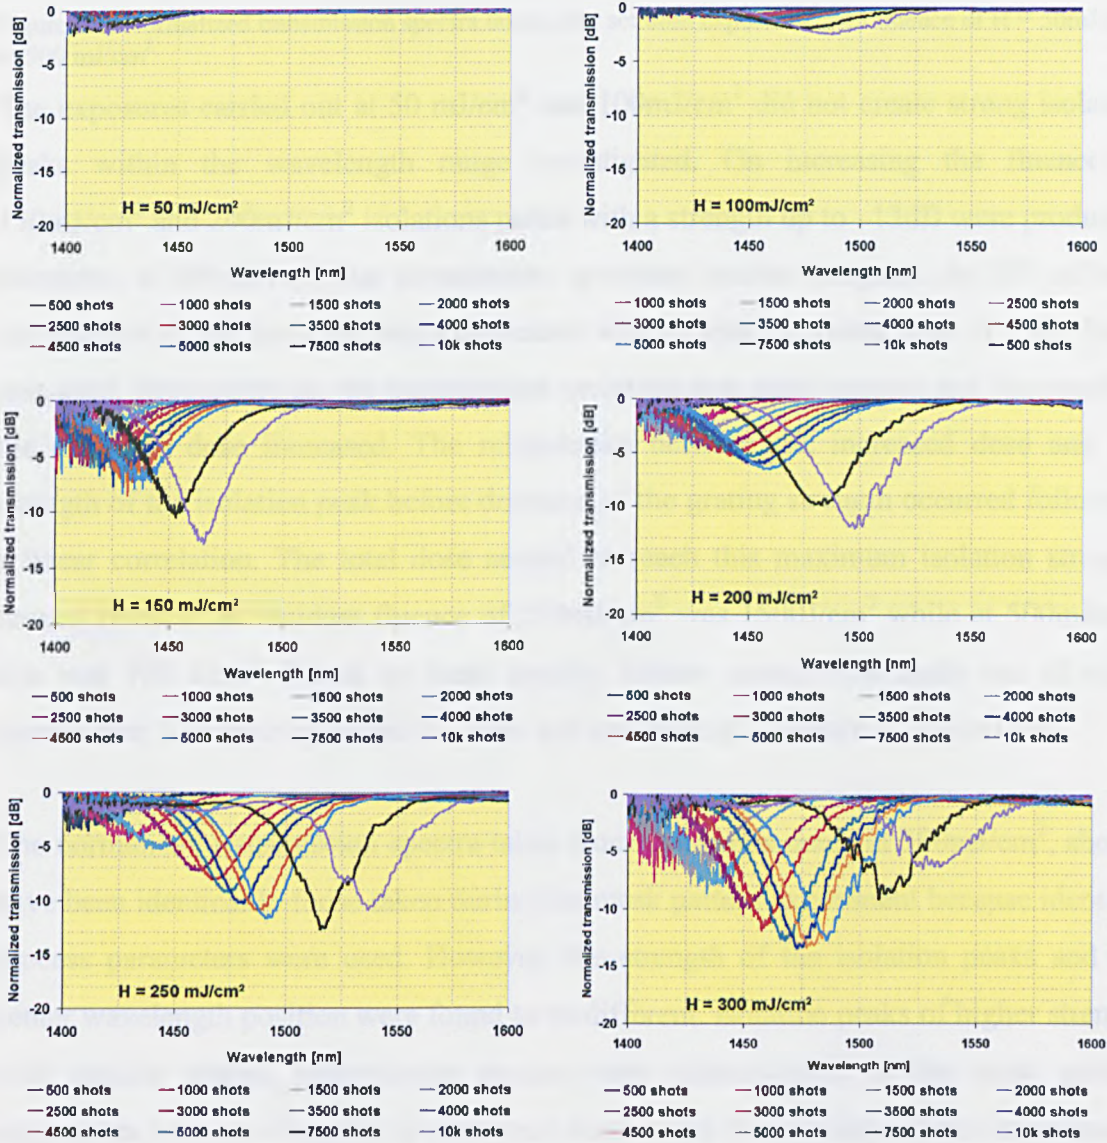 Normalized transmission [dB]
0
-5
-10
-15
-20
H = 50 mJ/cm²
1400 1450 1500 1550 1600
Wavelength [nm]
500 shots 1000 shots 1500 shots 2000 shots
2500 shots 3000 shots 3500 shots 4000 shots
4500 shots 5000 shots 7500 shots 10k shots
Normalized transmission [dB]
0
-5
-10
-15
-20
H = 100mJ/cm²
1400 1450 1500 1550 1600
Wavelength [nm]
1000 shots 1500 shots 2000 shots 2500 shots
3000 shots 3500 shots 4000 shots 4500 shots
5000 shots 7500 shots 10k shots 500 shots
Normalized transmission [dB]
0
-5
-10
-15
-20
H = 150 mJ/cm²
1400 1450 1500 1550 1600
Wavelength [nm]
500 shots 1000 shots 1500 shots 2000 shots
2500 shots 3000 shots 3500 shots 4000 shots
4500 shots 5000 shots 7500 shots 10k shots
Normalized transmission [dB]
0
-5
-10
-15
-20
H = 200 mJ/cm²
1400 1450 1500 1550 1600
Wavelength [nm]
500 shots 1000 shots 1500 shots 2000 shots
2500 shots 3000 shots 3500 shots 4000 shots
4500 shots 5000 shots 7500 shots 10k shots
Normalized transmission [dB]
0
-5
-10
-15
-20
H = 250 mJ/cm²
1400 1450 1500 1550 1600
Wavelength [nm]
500 shots 1000 shots 1500 shots 2000 shots
2500 shots 3000 shots 3500 shots 4000 shots
4500 shots 5000 shots 7500 shots 10k shots
Normalized transmission [dB]
0
-5
-10
-15
-20
H = 300 mJ/cm²
1400 1450 1500 1550 1600
Wavelength [nm]
500 shots 1000 shots 1500 shots 2000 shots
2500 shots 3000 shots 3500 shots 4000 shots
4500 shots 5000 shots 7500 shots 10k shots